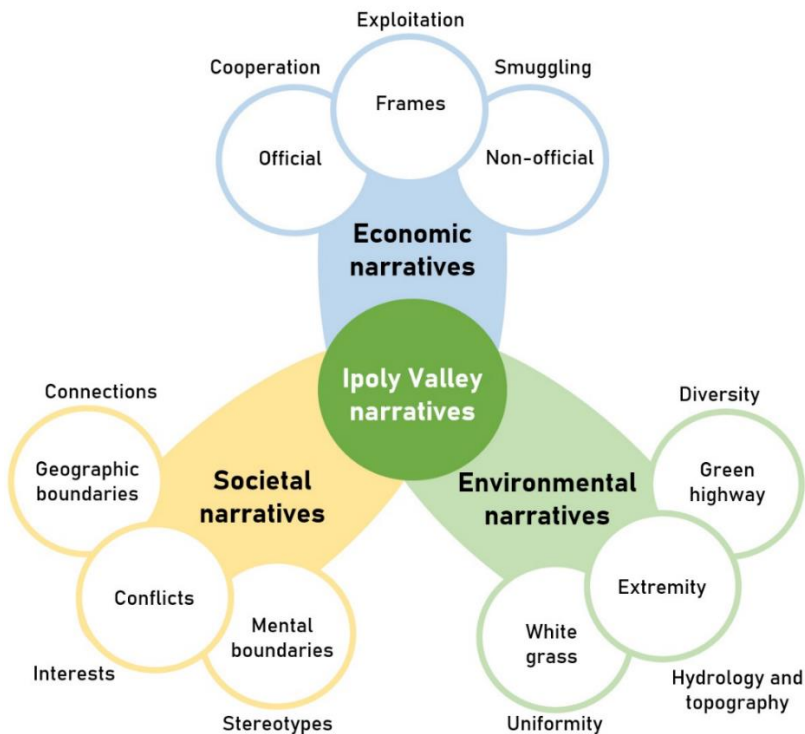 Exploitation
Cooperation
Smuggling
Frames
Official
Non-official
Economic
narratives
Ipoly Valley
narratives
Connections
Geographic
boundaries
Societal
narratives
Conflicts
Mental
boundaries
Interests
Stereotypes
Diversity
Green
highway
Environmental
narratives
Extremity
White
grass
Hydrology and
topography
Uniformity